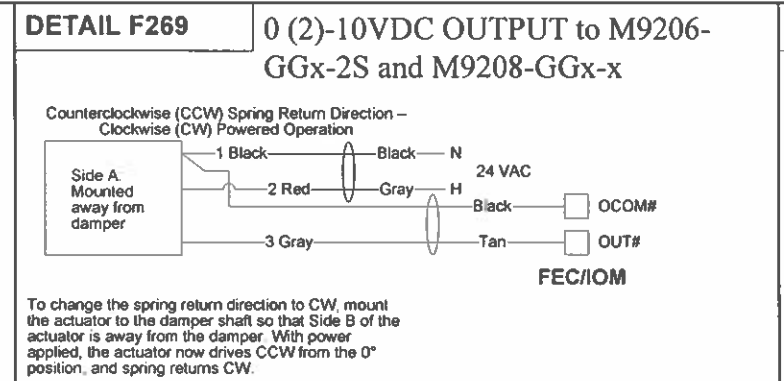 DETAIL F269
0 (2)-10VDC OUTPUT to M9206-
GGx-2S and M9208-GGx-x
Counterclockwise (CCW) Spring Return Direction –
Clockwise (CW) Powered Operation
1 Black Black N
24 VAC
Side A.
Mounted
away from
damper
2 Red Gray H
Black OCOM#
3 Gray Tan OUT#
FEC/IOM
To change the spring return direction to CW, mount
the actuator to the damper shaft so that Side B of the
actuator is away from the damper. With power
applied, the actuator now drives CCW from the 0°
position, and spring returns CW.